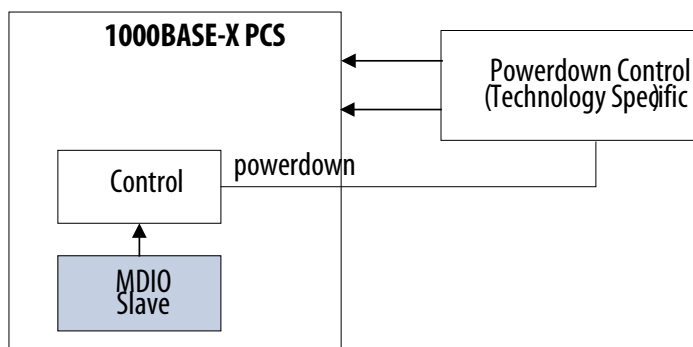 1000BASE-X PCS
Powerdown Control
(Technology Specific)
Control
powerdown
MDIO
Slave